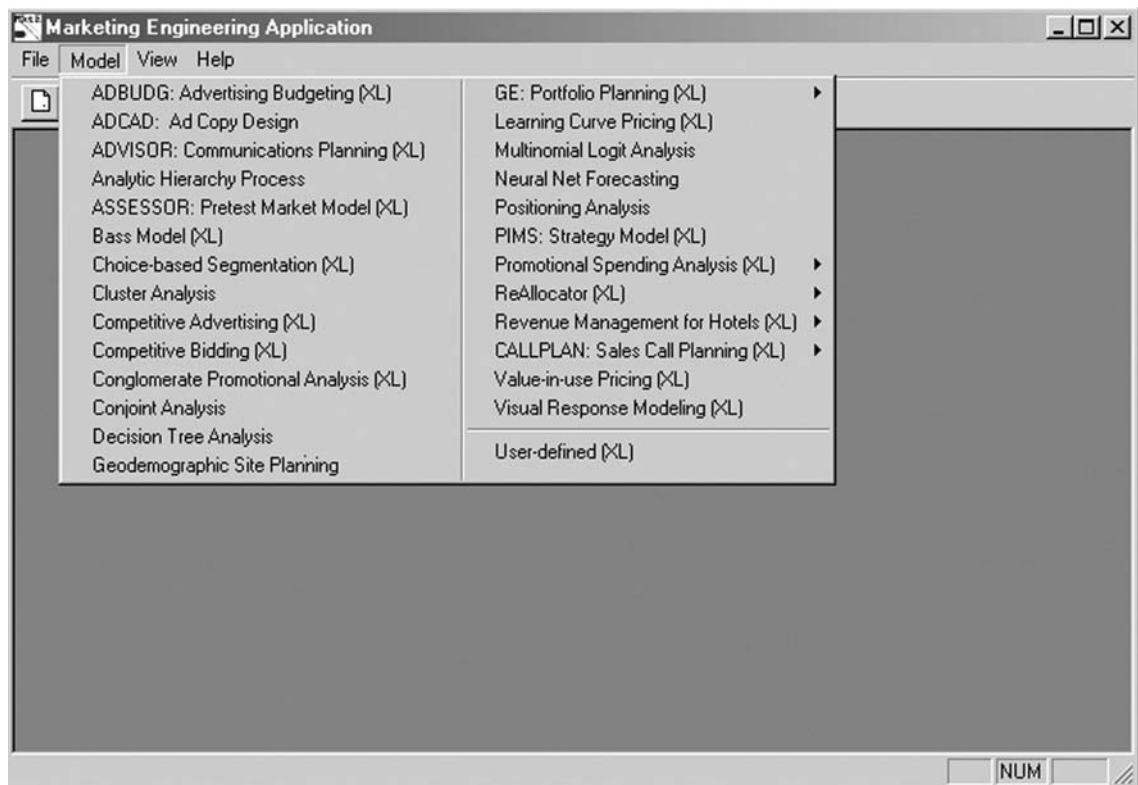 Marketing Engineering Application
File Model View Help
ADBUDG: Advertising Budgeting (XL)
ADCAD: Ad Copy Design
ADVISOR: Communications Planning (XL)
Analytic Hierarchy Process
ASSESSOR: Pretest Market Model (XL)
Bass Model (XL)
Choice-based Segmentation (XL)
Cluster Analysis
Competitive Advertising (XL)
Competitive Bidding (XL)
Conglomerate Promotional Analysis (XL)
Conjoint Analysis
Decision Tree Analysis
Geodemographic Site Planning
GE: Portfolio Planning (XL)
Learning Curve Pricing (XL)
Multinomial Logit Analysis
Neural Net Forecasting
Positioning Analysis
PIMS: Strategy Model (XL)
Promotional Spending Analysis (XL)
ReAllocator (XL)
Revenue Management for Hotels (XL)
CALLPLAN: Sales Call Planning (XL)
Value-in-use Pricing (XL)
Visual Response Modeling (XL)
User-defined (XL)
NUM